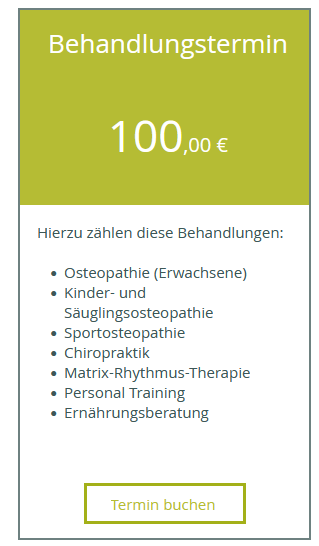 Behandlungstermin
100,00 €
Hierzu zählen diese Behandlungen:
• Osteopathie (Erwachsene)
• Kinder- und
Säuglingsosteopathie
• Sportosteopathie
• Chiropraktik
• Matrix-Rhythmus-Therapie
• Personal Training
• Ernährungsberatung
Termin buchen